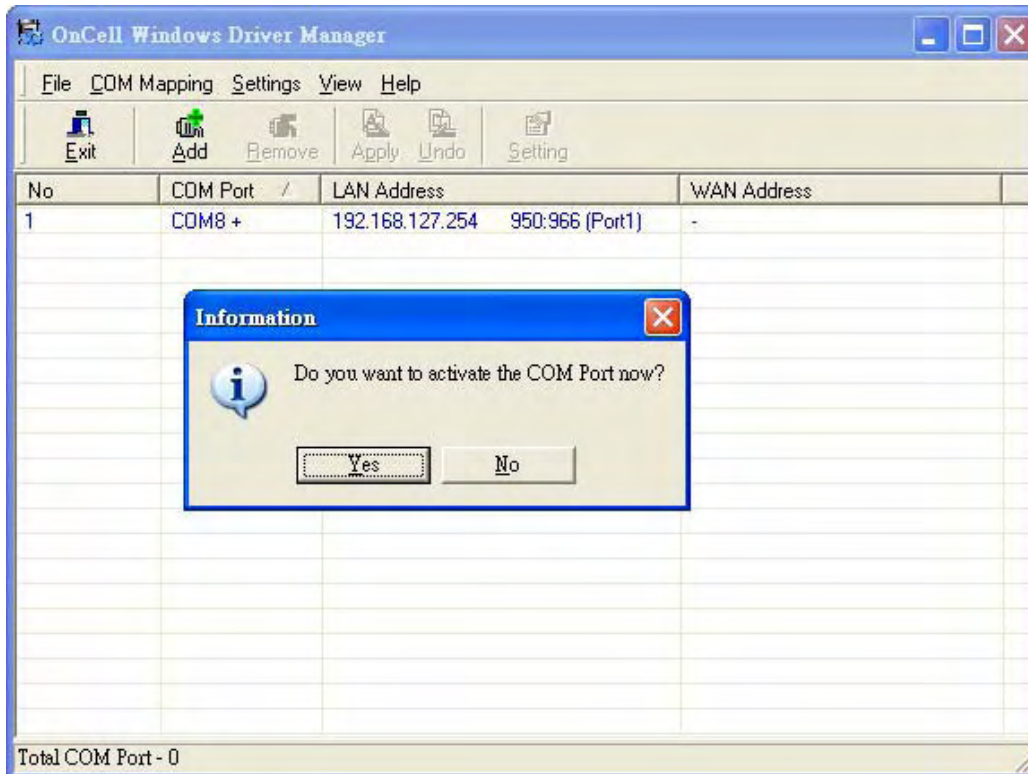 OnCell Windows Driver Manager
File COM Mapping Settings View Help
Exit Add Remove Apply Undo Setting
No COM Port LAN Address WAN Address
1 COM8 + 192.168.127.254 950:966 (Port1) -
Information
Do you want to activate the COM Port now?
Yes No
Total COM Port - 0